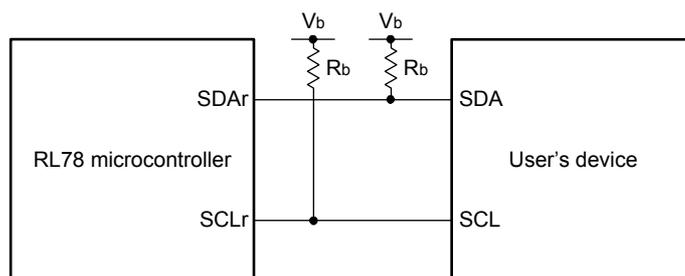 Vb Vb
Rb Rb
SDAr SDA
RL78 microcontroller User's device
SCLr SCL